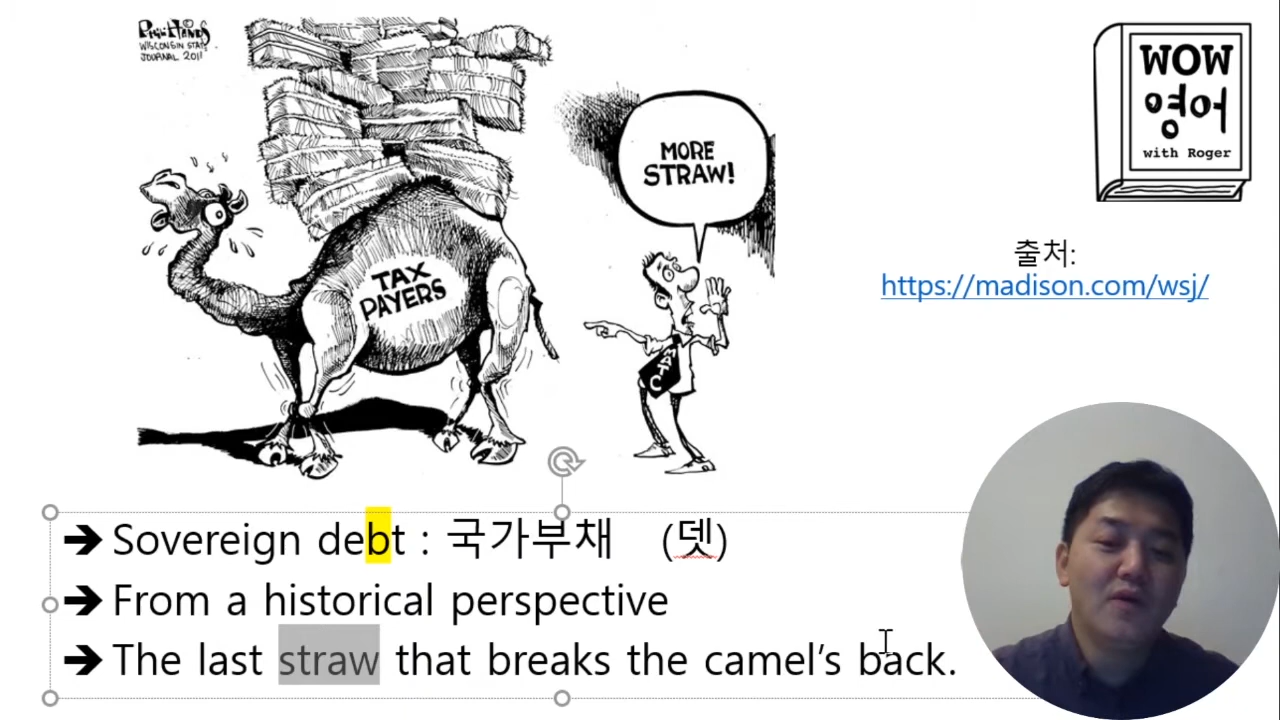 WISCONSIN STATE
JOURNAL 2011
MORE
STRAW!
TAX
PAYERS
WOW
영어
with Roger
출처:
https://madison.com/wsj/
➔ Sovereign debt : 국가부채 (뎃)
➔ From a historical perspective
➔ The last straw that breaks the camel's back.